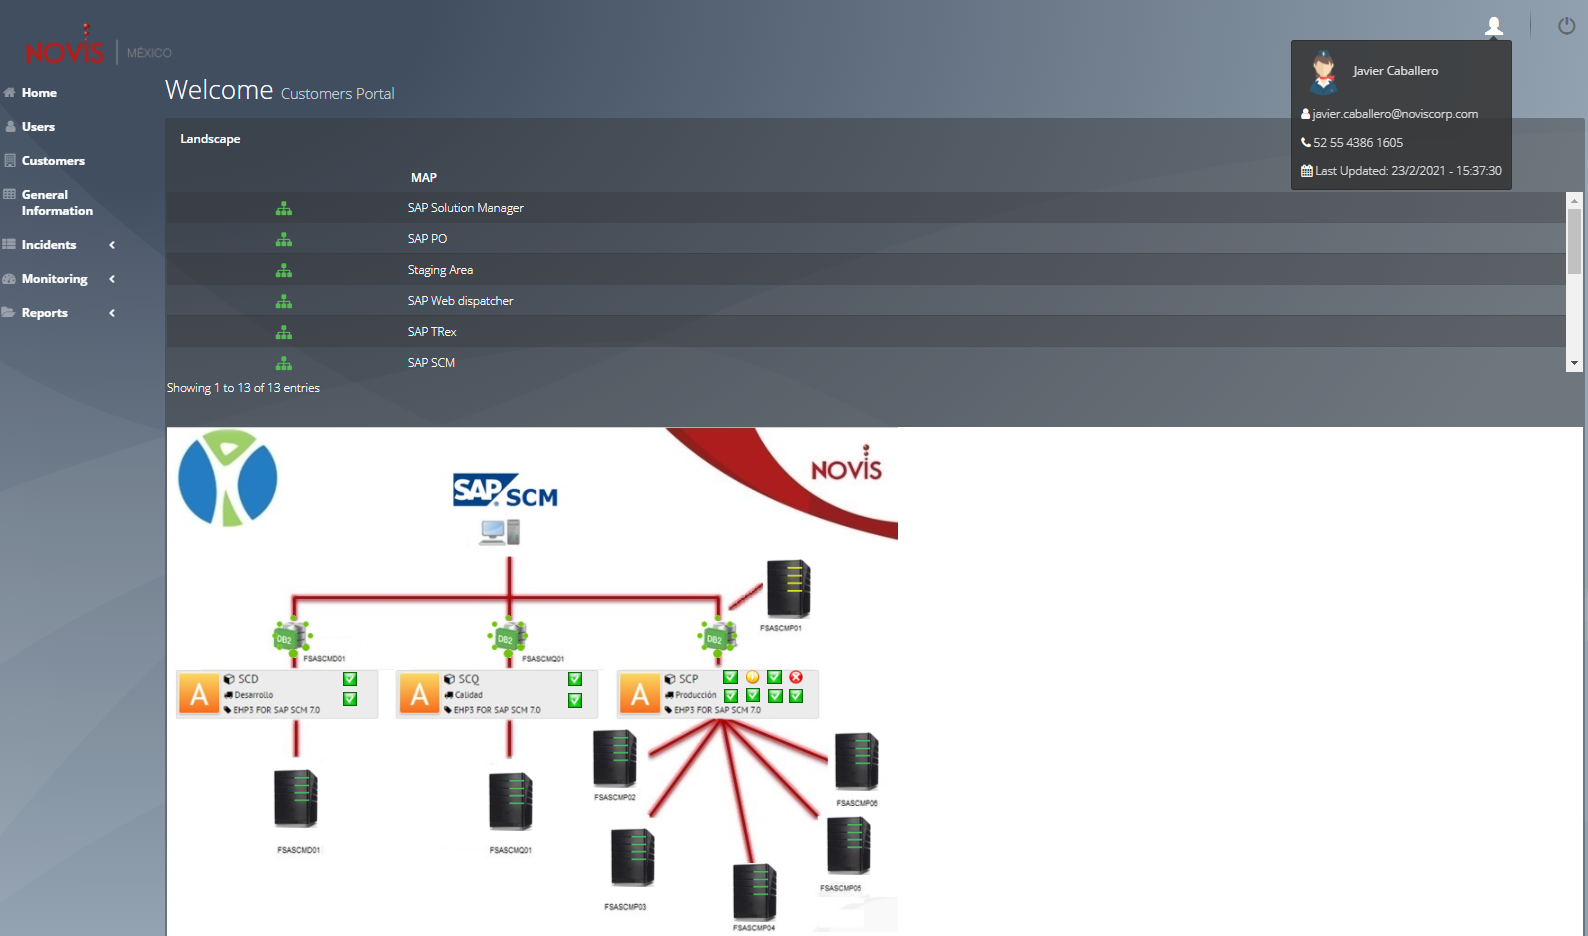 NOVIS MÉXICO
Javier Caballero
javier.caballero@noviscorp.com
52 55 4386 1605
Last Updated: 23/2/2021 - 15:37:30
Home
Users
Customers
General
Information
Incidents
Monitoring
Reports
Welcome Customers Portal
Landscape
MAP
SAP Solution Manager
SAP PO
Staging Area
SAP Web dispatcher
SAP TRex
SAP SCM
Showing 1 to 13 of 13 entries
NOVIS
SAP SCM
FSASCMP01
DB2
DB2
DB2
FSASCMD01
FSASCMQ01
A
SCD
Desarrollo
EHP3 FOR SAP SCM 7.0
A
SCQ
Calidad
EHP3 FOR SAP SCM 7.0
A
SCP
Producción
EHP3 FOR SAP SCM 7.0
FSASCMP02
FSASCMP06
FSASCMD01
FSASCMQ01
FSASCMP05
FSASCMP03
FSASCMP04